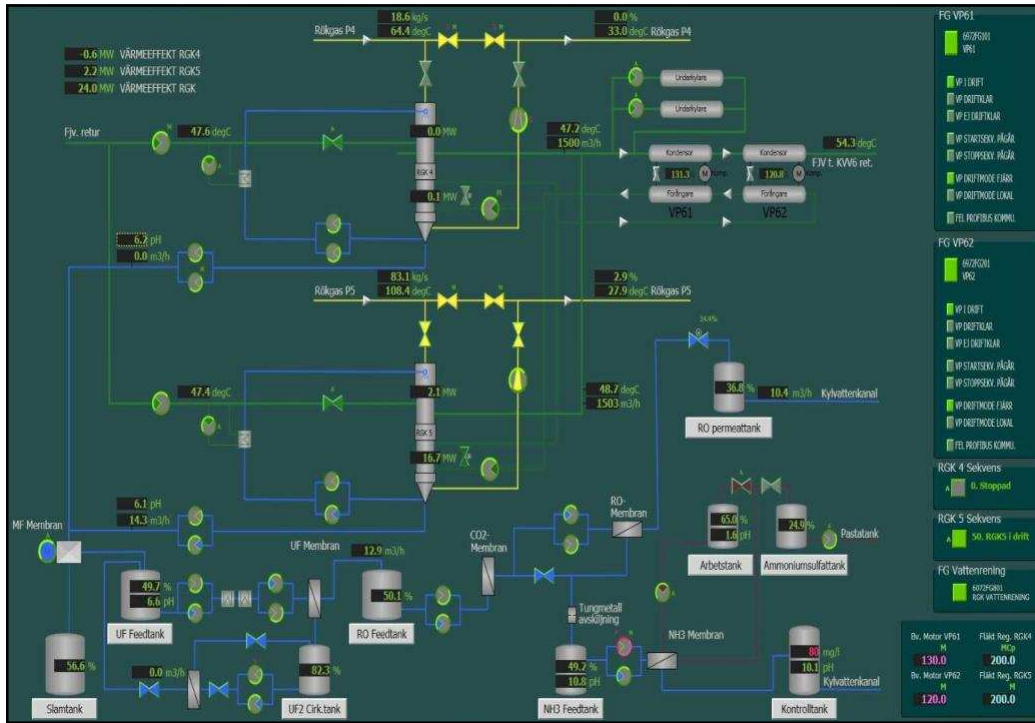 18.6 kg/s
Rökgas P4 64.4 degC
0.0 %
33.0 degC Rökgas P4
-0.6 MW VÄRMEEFFEKT RGK4
2.2 MW VÄRMEEFFEKT RGK5
24.0 MW VÄRMEEFFEKT RGK
Underkylare
Underkylare
Fjv. retur
47.6 degC
0.0 MW
47.2 degC
1500 m3/h
54.3 degC
FJV t. KVV6 ret.
Kondensor
Kondensor
131.3 M Komp.
120.8 M Komp.
RGK 4
0.1 MW
Förångare
Förångare
VP61
VP62
6.2 pH
0.0 m3/h
83.1 kg/s
Rökgas P5 108.4 degC
2.9 %
27.9 degC Rökgas P5
24.4%
47.4 degC
2.1 MW
48.7 degC
1503 m3/h
36.8 %
10.4 m3/h
Kylvattenkanal
RO permeattank
RGK 5
16.7 MW
6.1 pH
14.3 m3/h
MF Membran
UF Membran
12.9 m3/h
CO2-
Membran
RO-
Membran
65.0 %
1.6 pH
24.9 %
Pastatank
Arbetstank
Ammoniumsulfattank
49.7 %
6.6 pH
UF Feedtank
50.1 %
RO Feedtank
Tungmetall
avskiljning
NH3 Membran
56.6 %
Slamtank
0.0 m3/h
82.3 %
UF2 Cirk.tank
49.2 %
10.8 pH
NH3 Feedtank
80 mg/l
10.1 pH
Kylvattenkanal
Kontrolltank
FG VP61
6972FG101
VP61
VP I DRIFT
VP DRIFTKLAR
VP EJ DRIFTKLAR
VP STARTSEKV. PÅGÅR
VP STOPPSEKV. PÅGÅR
VP DRIFTMODE FJÄRR
VP DRIFTMODE LOKAL
FEL PROFIBUS KOMMU.
FG VP62
6972FG201
VP62
VP I DRIFT
VP DRIFTKLAR
VP EJ DRIFTKLAR
VP STARTSEKV. PÅGÅR
VP STOPPSEKV. PÅGÅR
VP DRIFTMODE FJÄRR
VP DRIFTMODE LOKAL
FEL PROFIBUS KOMMU.
RGK 4 Sekvens
A 0. Stoppad
RGK 5 Sekvens
A 50. RGK5 i drift
FG Vattenrening
6072FG801
RGK VATTENRENING
Bv. Motor VP61 Fläkt Reg. RGK4
M MCp
130.0 200.0
Bv. Motor VP62 Fläkt Reg. RGK5
M M
120.0 200.0